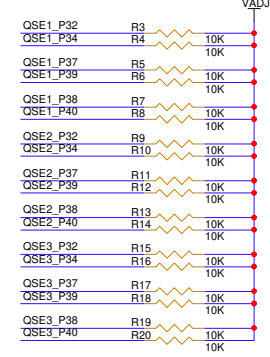 VADJ
QSE1_P32 R3
QSE1_P34 R4 10K
10K
QSE1_P37 R5
QSE1_P39 R6 10K
10K
QSE1_P38 R7
QSE1_P40 R8 10K
10K
QSE2_P32 R9
QSE2_P34 R10 10K
10K
QSE2_P37 R11
QSE2_P39 R12 10K
10K
QSE2_P38 R13
QSE2_P40 R14 10K
10K
QSE3_P32 R15
QSE3_P34 R16 10K
10K
QSE3_P37 R17
QSE3_P39 R18 10K
10K
QSE3_P38 R19
QSE3_P40 R20 10K
10K